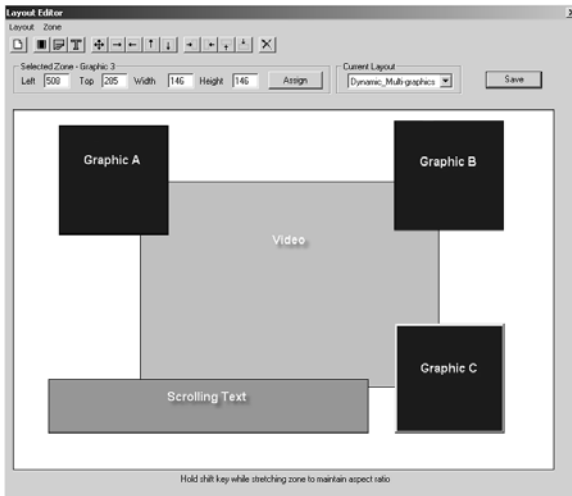 Layout Editor
Layout Zone
T
Selected Zone - Graphic 3
Current Layout
Left 508 Top 285 Width 146 Height 146 Assign
Dynamic_Multi-graphics
Save
Graphic A
Graphic B
Video
Graphic C
Scrolling Text
Hold shift key while stretching zone to maintain aspect ratio